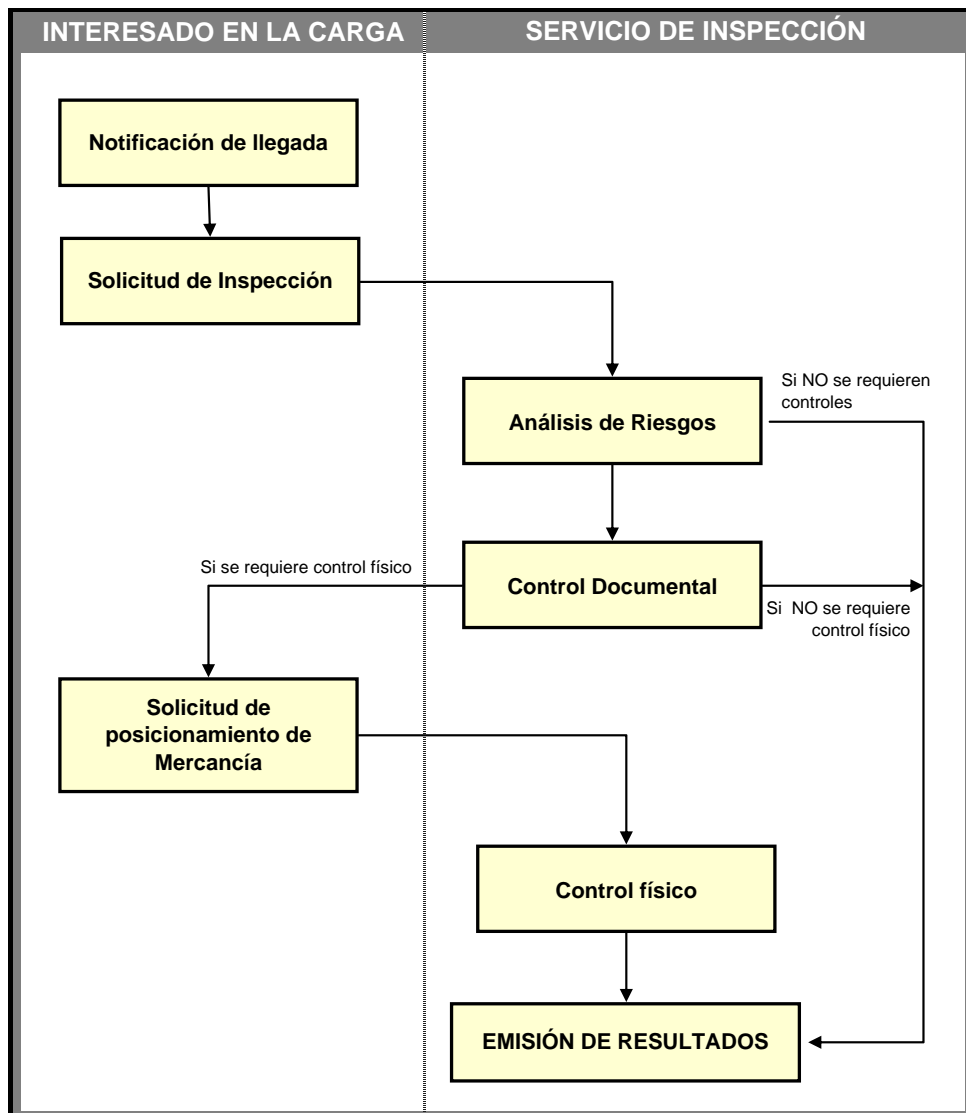 INTERESADO EN LA CARGA
SERVICIO DE INSPECCIÓN
Notificación de llegada
Solicitud de Inspección
Si NO se requieren
controles
Análisis de Riesgos
Si se requiere control físico
Control Documental
Si NO se requiere
control físico
Solicitud de
posicionamiento de
Mercancía
Control físico
EMISIÓN DE RESULTADOS